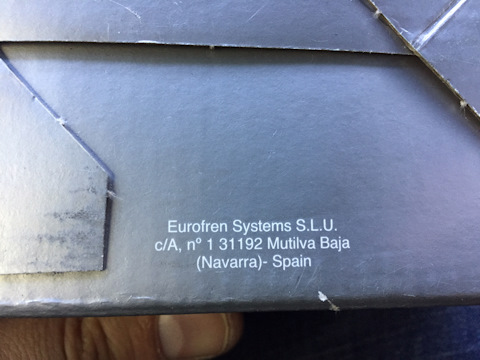 Eurofren Systems S.L.U.
c/A, nº 1 31192 Mutilva Baja
(Navarra)- Spain